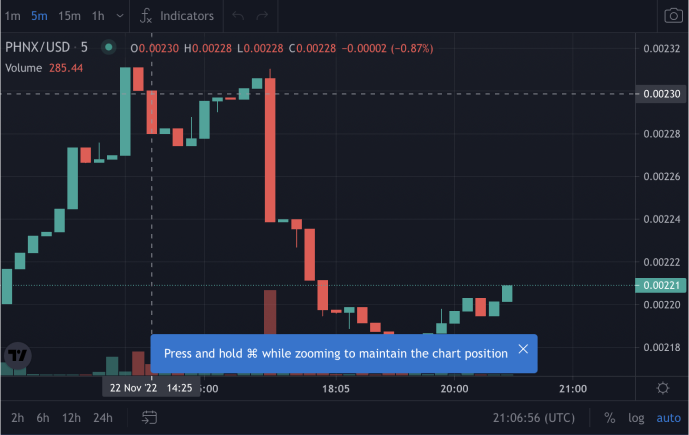 1m 5m 15m 1h Indicators
PHNX/USD · 5 O0.00230 H0.00228 L0.00228 C0.00228 −0.00002 (−0.87%)
Volume 285.44
0.00232
0.00230
0.00228
0.00226
0.00224
0.00222
0.00221
0.00220
0.00218
Press and hold ⌘ while zooming to maintain the chart position
22 Nov '22 14:25 :00 18:05 20:00 21:00
2h 6h 12h 24h 21:06:56 (UTC) % log auto